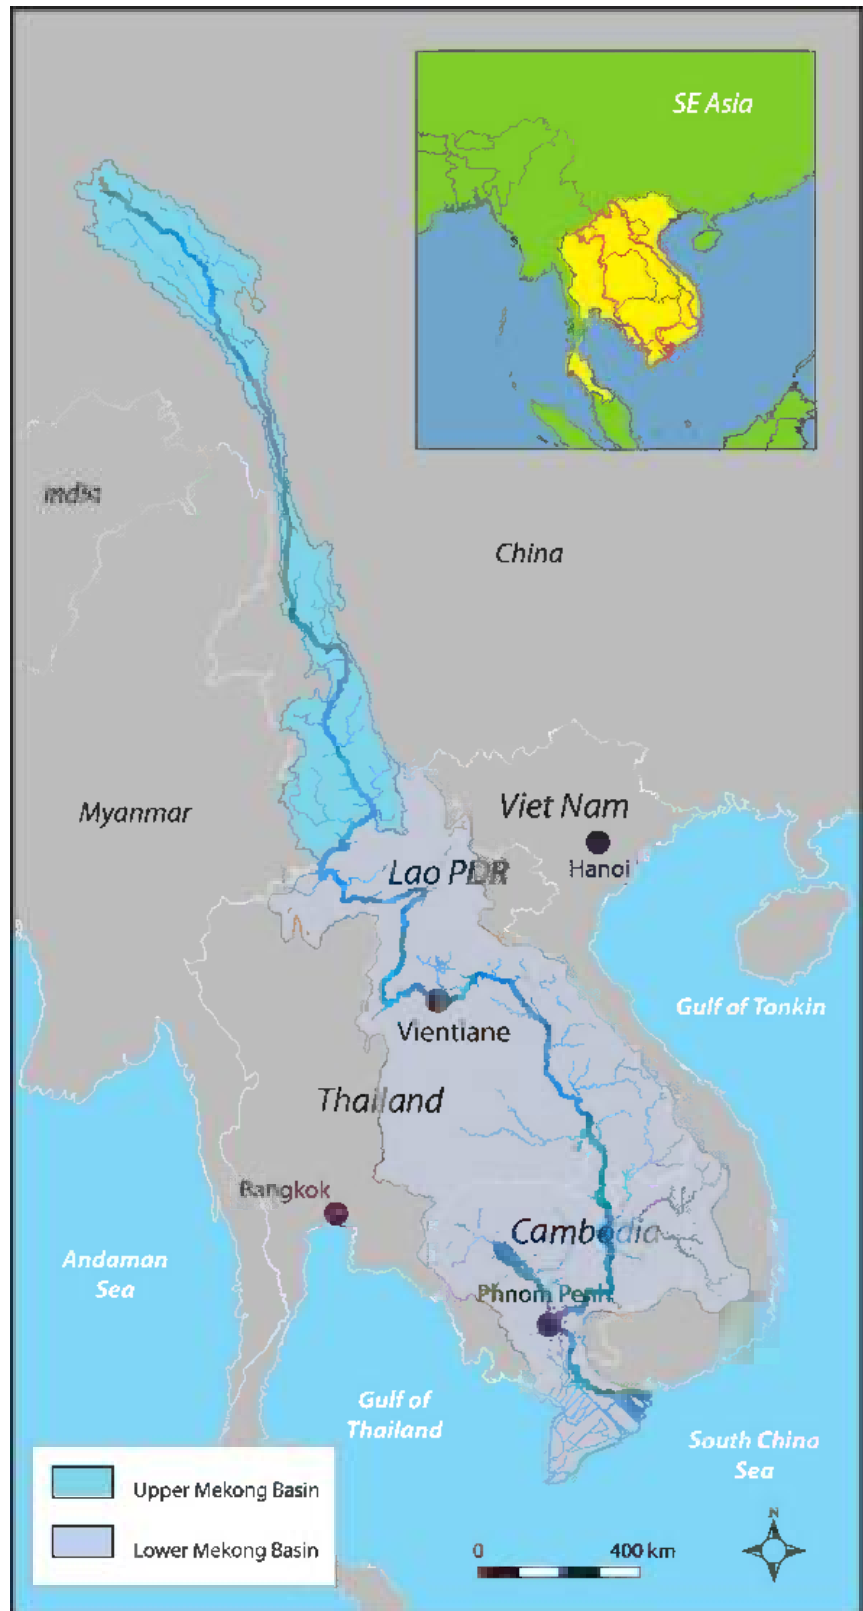 SE Asia
India
China
Myanmar
Viet Nam
Hanoi
Lao PDR
Gulf of Tonkin
Vientiane
Thailand
Bangkok
Cambodia
Andaman
Sea
Phnom Penh
Gulf of
Thailand
South China
Sea
Upper Mekong Basin
Lower Mekong Basin
0
400 km
N